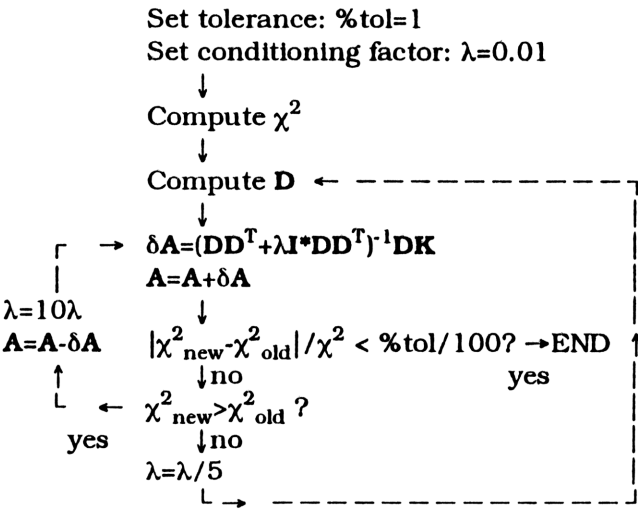 Set tolerance: %tol=1
Set conditioning factor: λ=0.01
Compute χ²
Compute D
δA=(DDᵀ+λI*DDᵀ)⁻¹DK
A=A+δA
λ=10λ
A=A-δA
|χ²new-χ²old|/χ² < %tol/100? →END
no
yes
χ²new>χ²old ?
yes
no
λ=λ/5